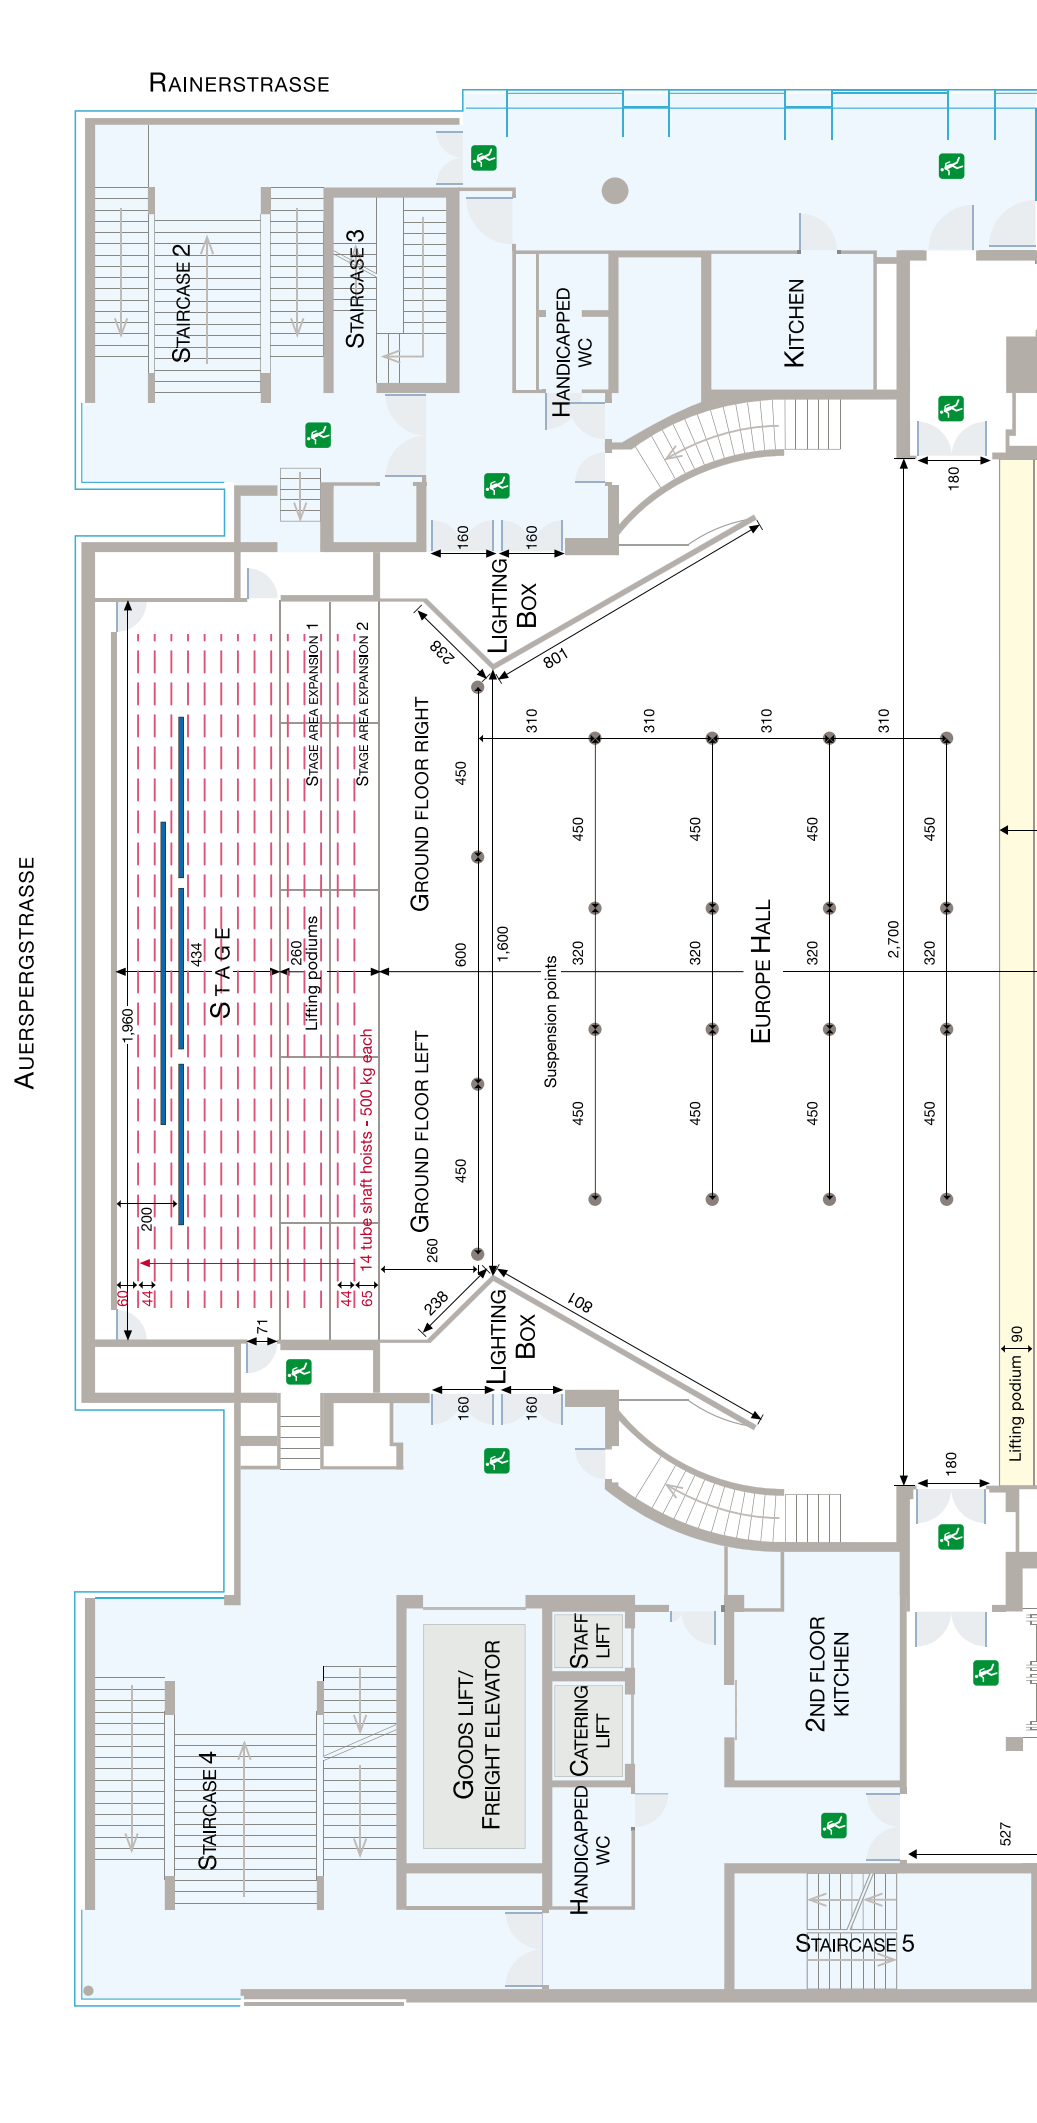 RAINERSTRASSE
AUERSPERGSTRASSE
STAIRCASE 2
STAIRCASE 3
HANDICAPPED
WC
KITCHEN
180
160
160
LIGHTING
BOX
238
801
STAGE AREA EXPANSION 1
STAGE AREA EXPANSION 2
GROUND FLOOR RIGHT
310
310
310
310
450
450
450
450
450
1,960
434
STAGE
260
Lifting podiums
600
1,600
Suspension points
320
320
320
320
EUROPE HALL
2,700
14 tube shaft hoists - 500 kg each
GROUND FLOOR LEFT
450
450
450
450
450
200
60
44
44
65
260
71
238
801
LIGHTING
BOX
160
160
Lifting podium
90
180
STAFF
LIFT
CATERING
LIFT
GOODS LIFT/
FREIGHT ELEVATOR
HANDICAPPED
WC
2ND FLOOR
KITCHEN
STAIRCASE 4
527
STAIRCASE 5